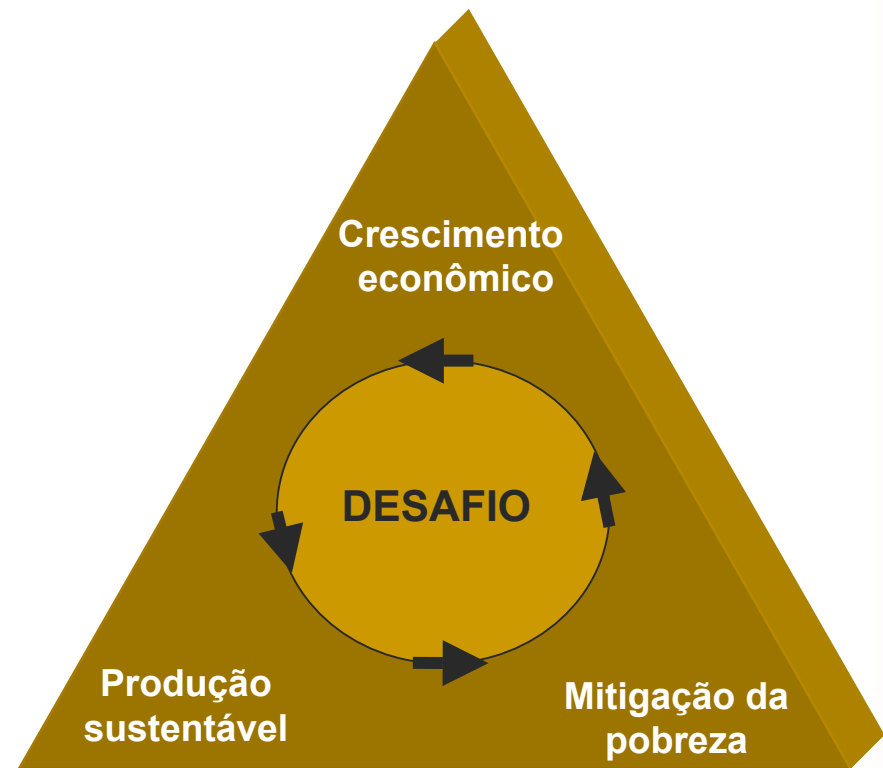 Crescimento
econômico
DESAFIO
Produção
sustentável
Mitigação da
pobreza